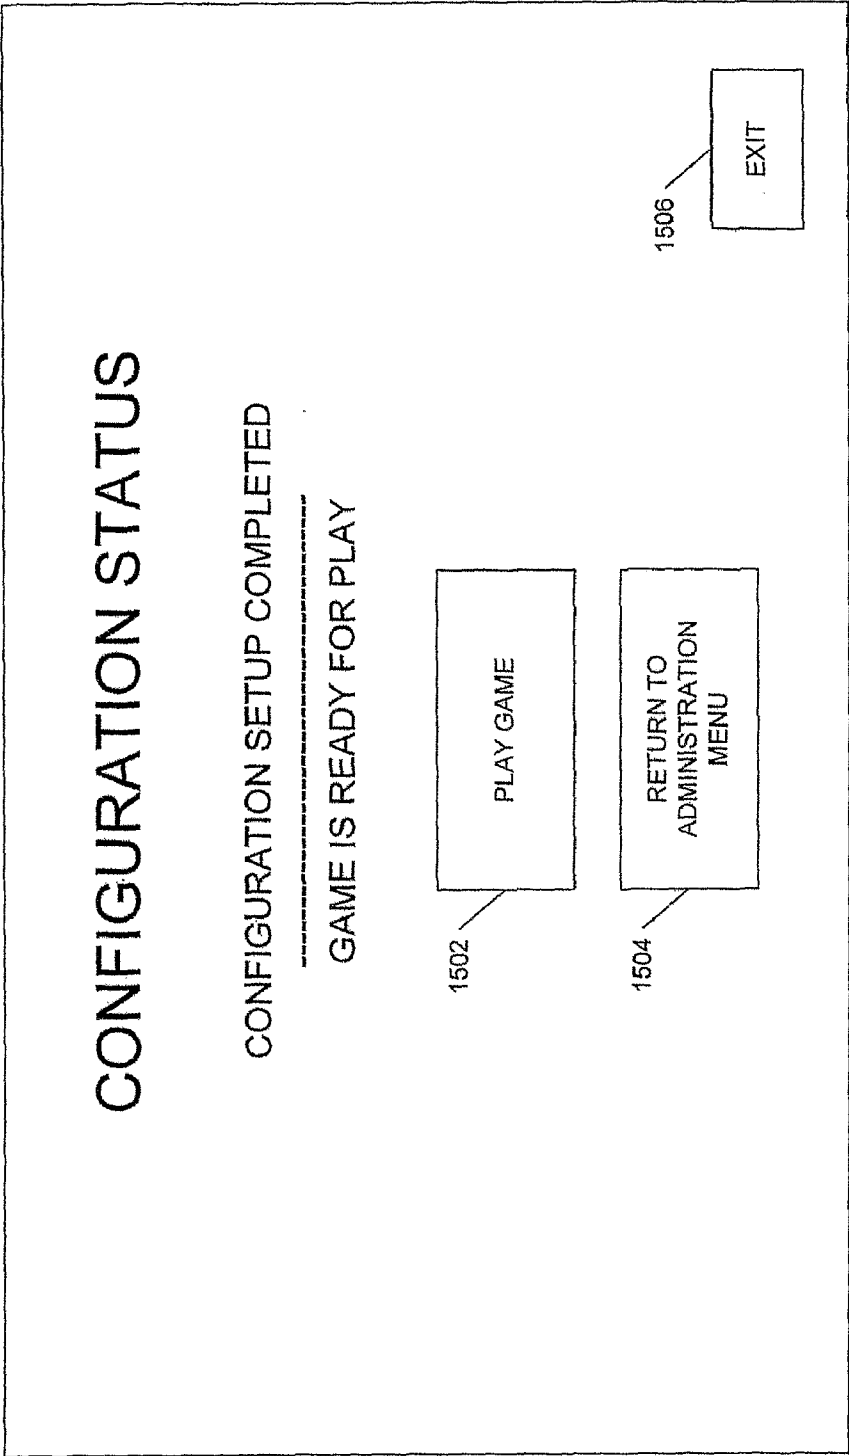 CONFIGURATION STATUS
CONFIGURATION SETUP COMPLETED
GAME IS READY FOR PLAY
1502
PLAY GAME
1504
RETURN TO
ADMINISTRATION
MENU
1506
EXIT